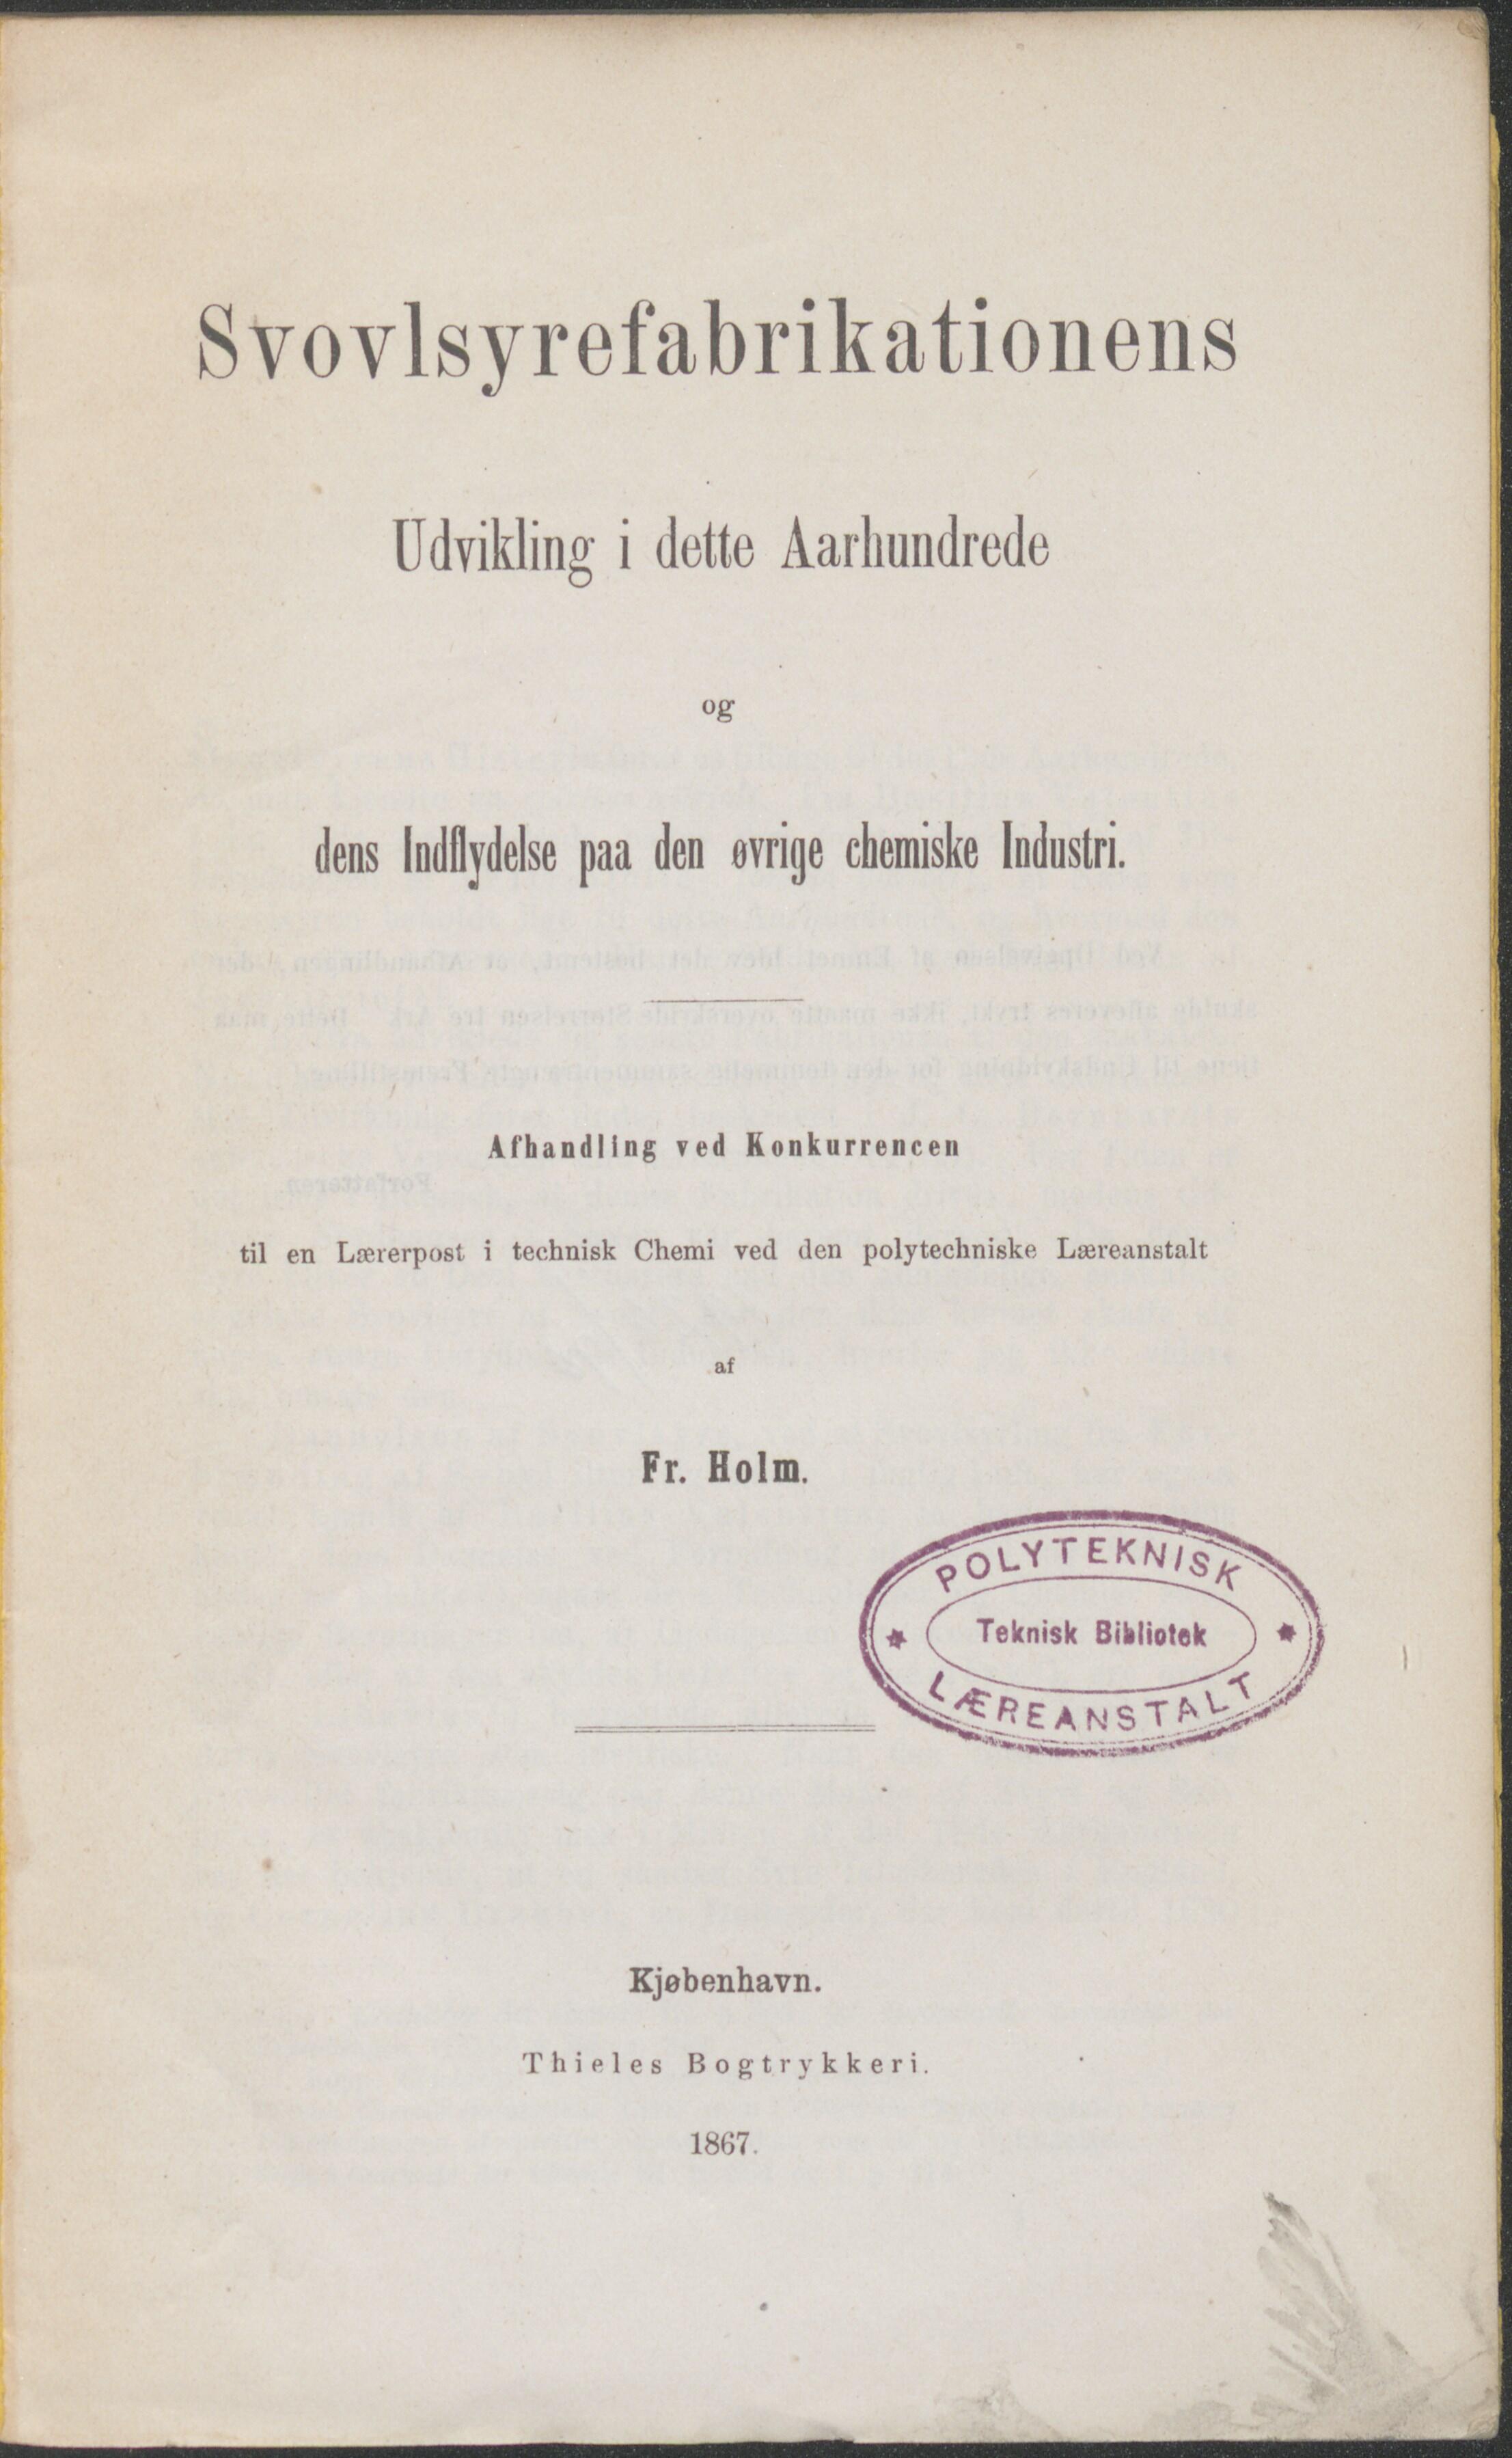 Svovlsyrefabrikationens
Udvikling i dette Aarhundrede
og
dens Indflydelse paa den øvrige chemiske Industri.
Afhandling ved Konkurrencen
til en Lærerpost i technisk Chemi ved den polytechniske Læreanstalt
af
Fr. Holm.
POLYTEKNISK
Teknisk Bibliotek
LÆREANSTALT
Kjøbenhavn.
Thieles Bogtrykkeri.
1867.